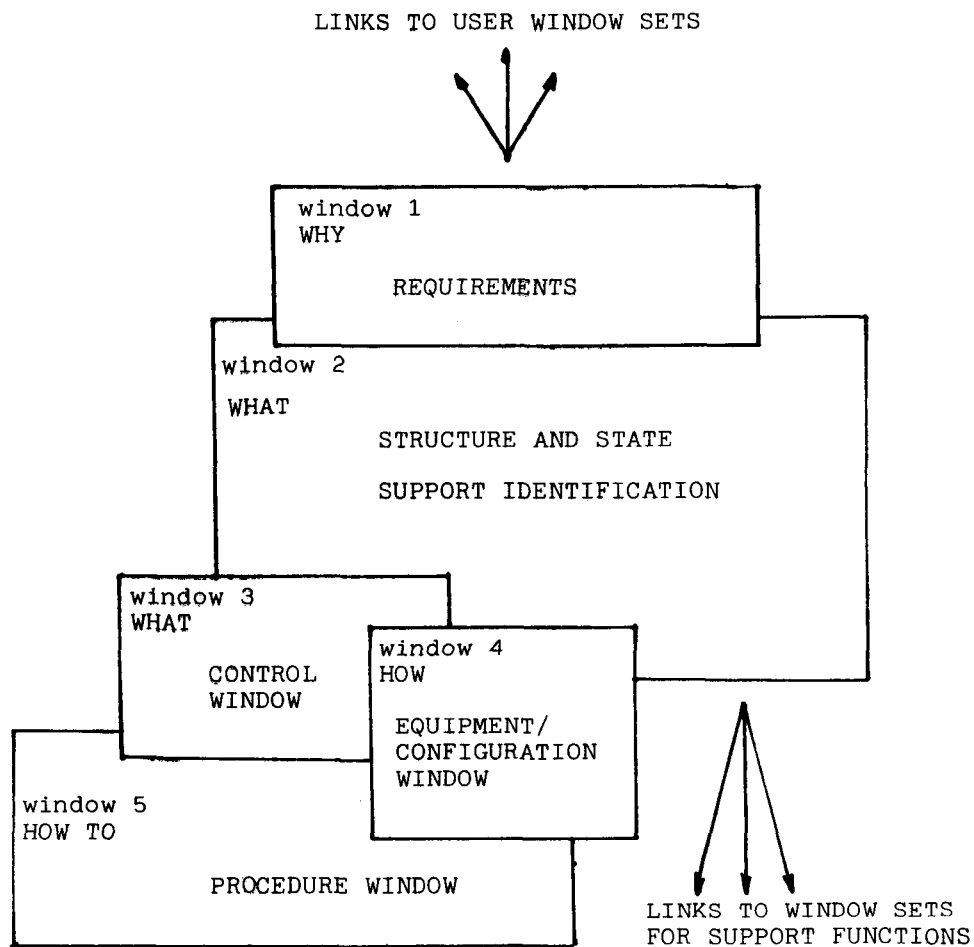 LINKS TO USER WINDOW SETS
window 1
WHY
REQUIREMENTS
window 2
WHAT
STRUCTURE AND STATE
SUPPORT IDENTIFICATION
window 3
WHAT
CONTROL
WINDOW
window 4
HOW
EQUIPMENT/
CONFIGURATION
WINDOW
window 5
HOW TO
PROCEDURE WINDOW
LINKS TO WINDOW SETS
FOR SUPPORT FUNCTIONS